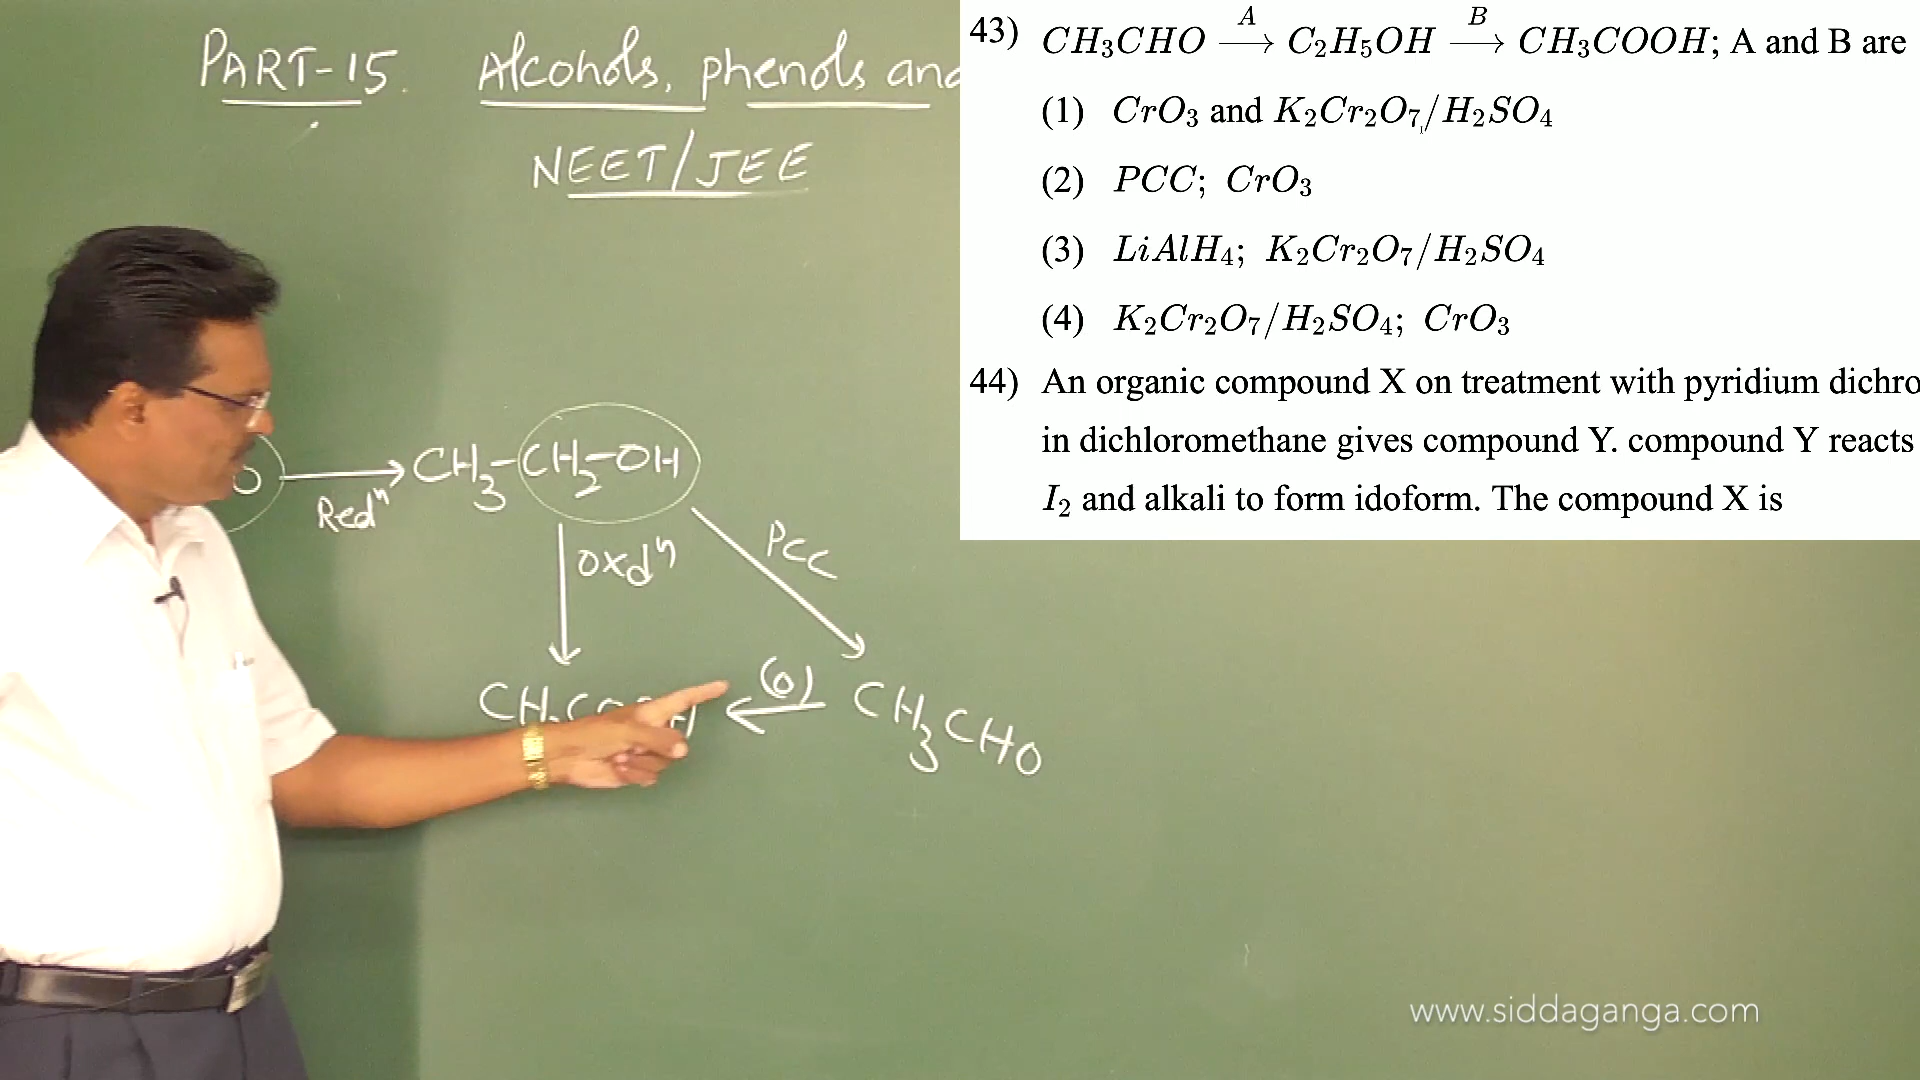 PART-15. Alcohols, phenols and
NEET/JEE
43) CH₃CHO —A→ C₂H₅OH —B→ CH₃COOH; A and B are
(1) CrO₃ and K₂Cr₂O₇/H₂SO₄
(2) PCC; CrO₃
(3) LiAlH₄; K₂Cr₂O₇/H₂SO₄
(4) K₂Cr₂O₇/H₂SO₄; CrO₃
44) An organic compound X on treatment with pyridium dichro
in dichloromethane gives compound Y. compound Y reacts
I₂ and alkali to form idoform. The compound X is
O → CH₃-CH₂-OH
Redⁿ
oxdⁿ
PCC
(o)
CH₃CHO
www.siddaganga.com